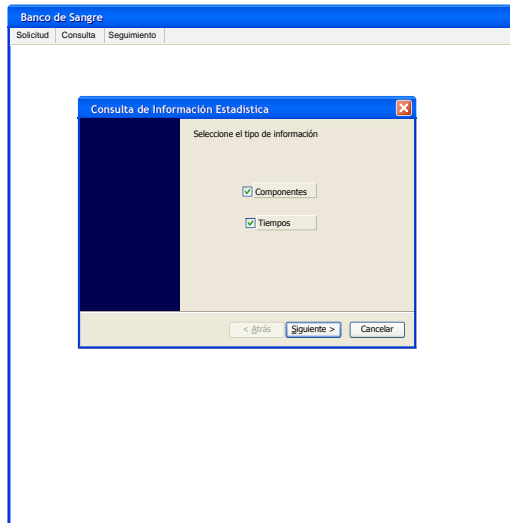 Banco de Sangre
Solicitud Consulta Seguimiento
Consulta de Información Estadística
Seleccione el tipo de información
Componentes
Tiempos
< Atrás Siguiente > Cancelar